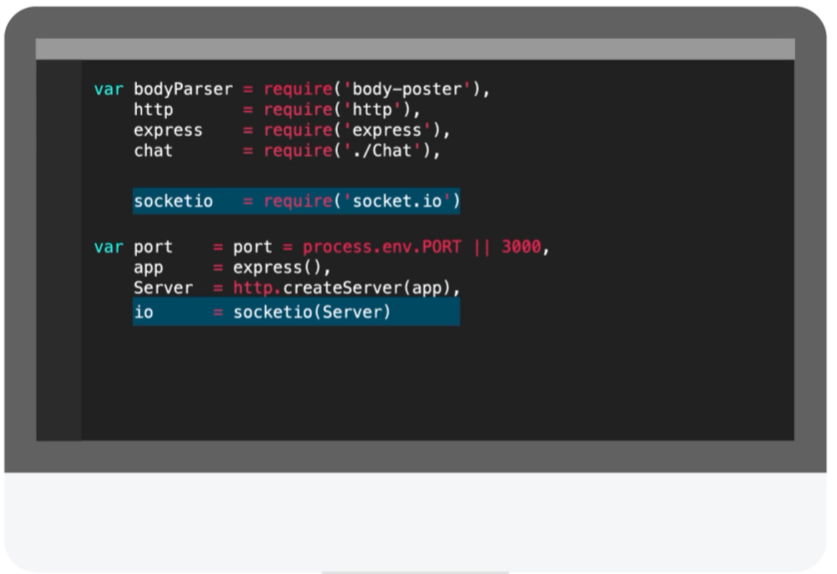 var bodyParser = require('body-poster'),
    http       = require('http'),
    express    = require('express'),
    chat       = require('./Chat'),
    socketio   = require('socket.io')
var port    = port = process.env.PORT || 3000,
    app     = express(),
    Server  = http.createServer(app),
    io      = socketio(Server)